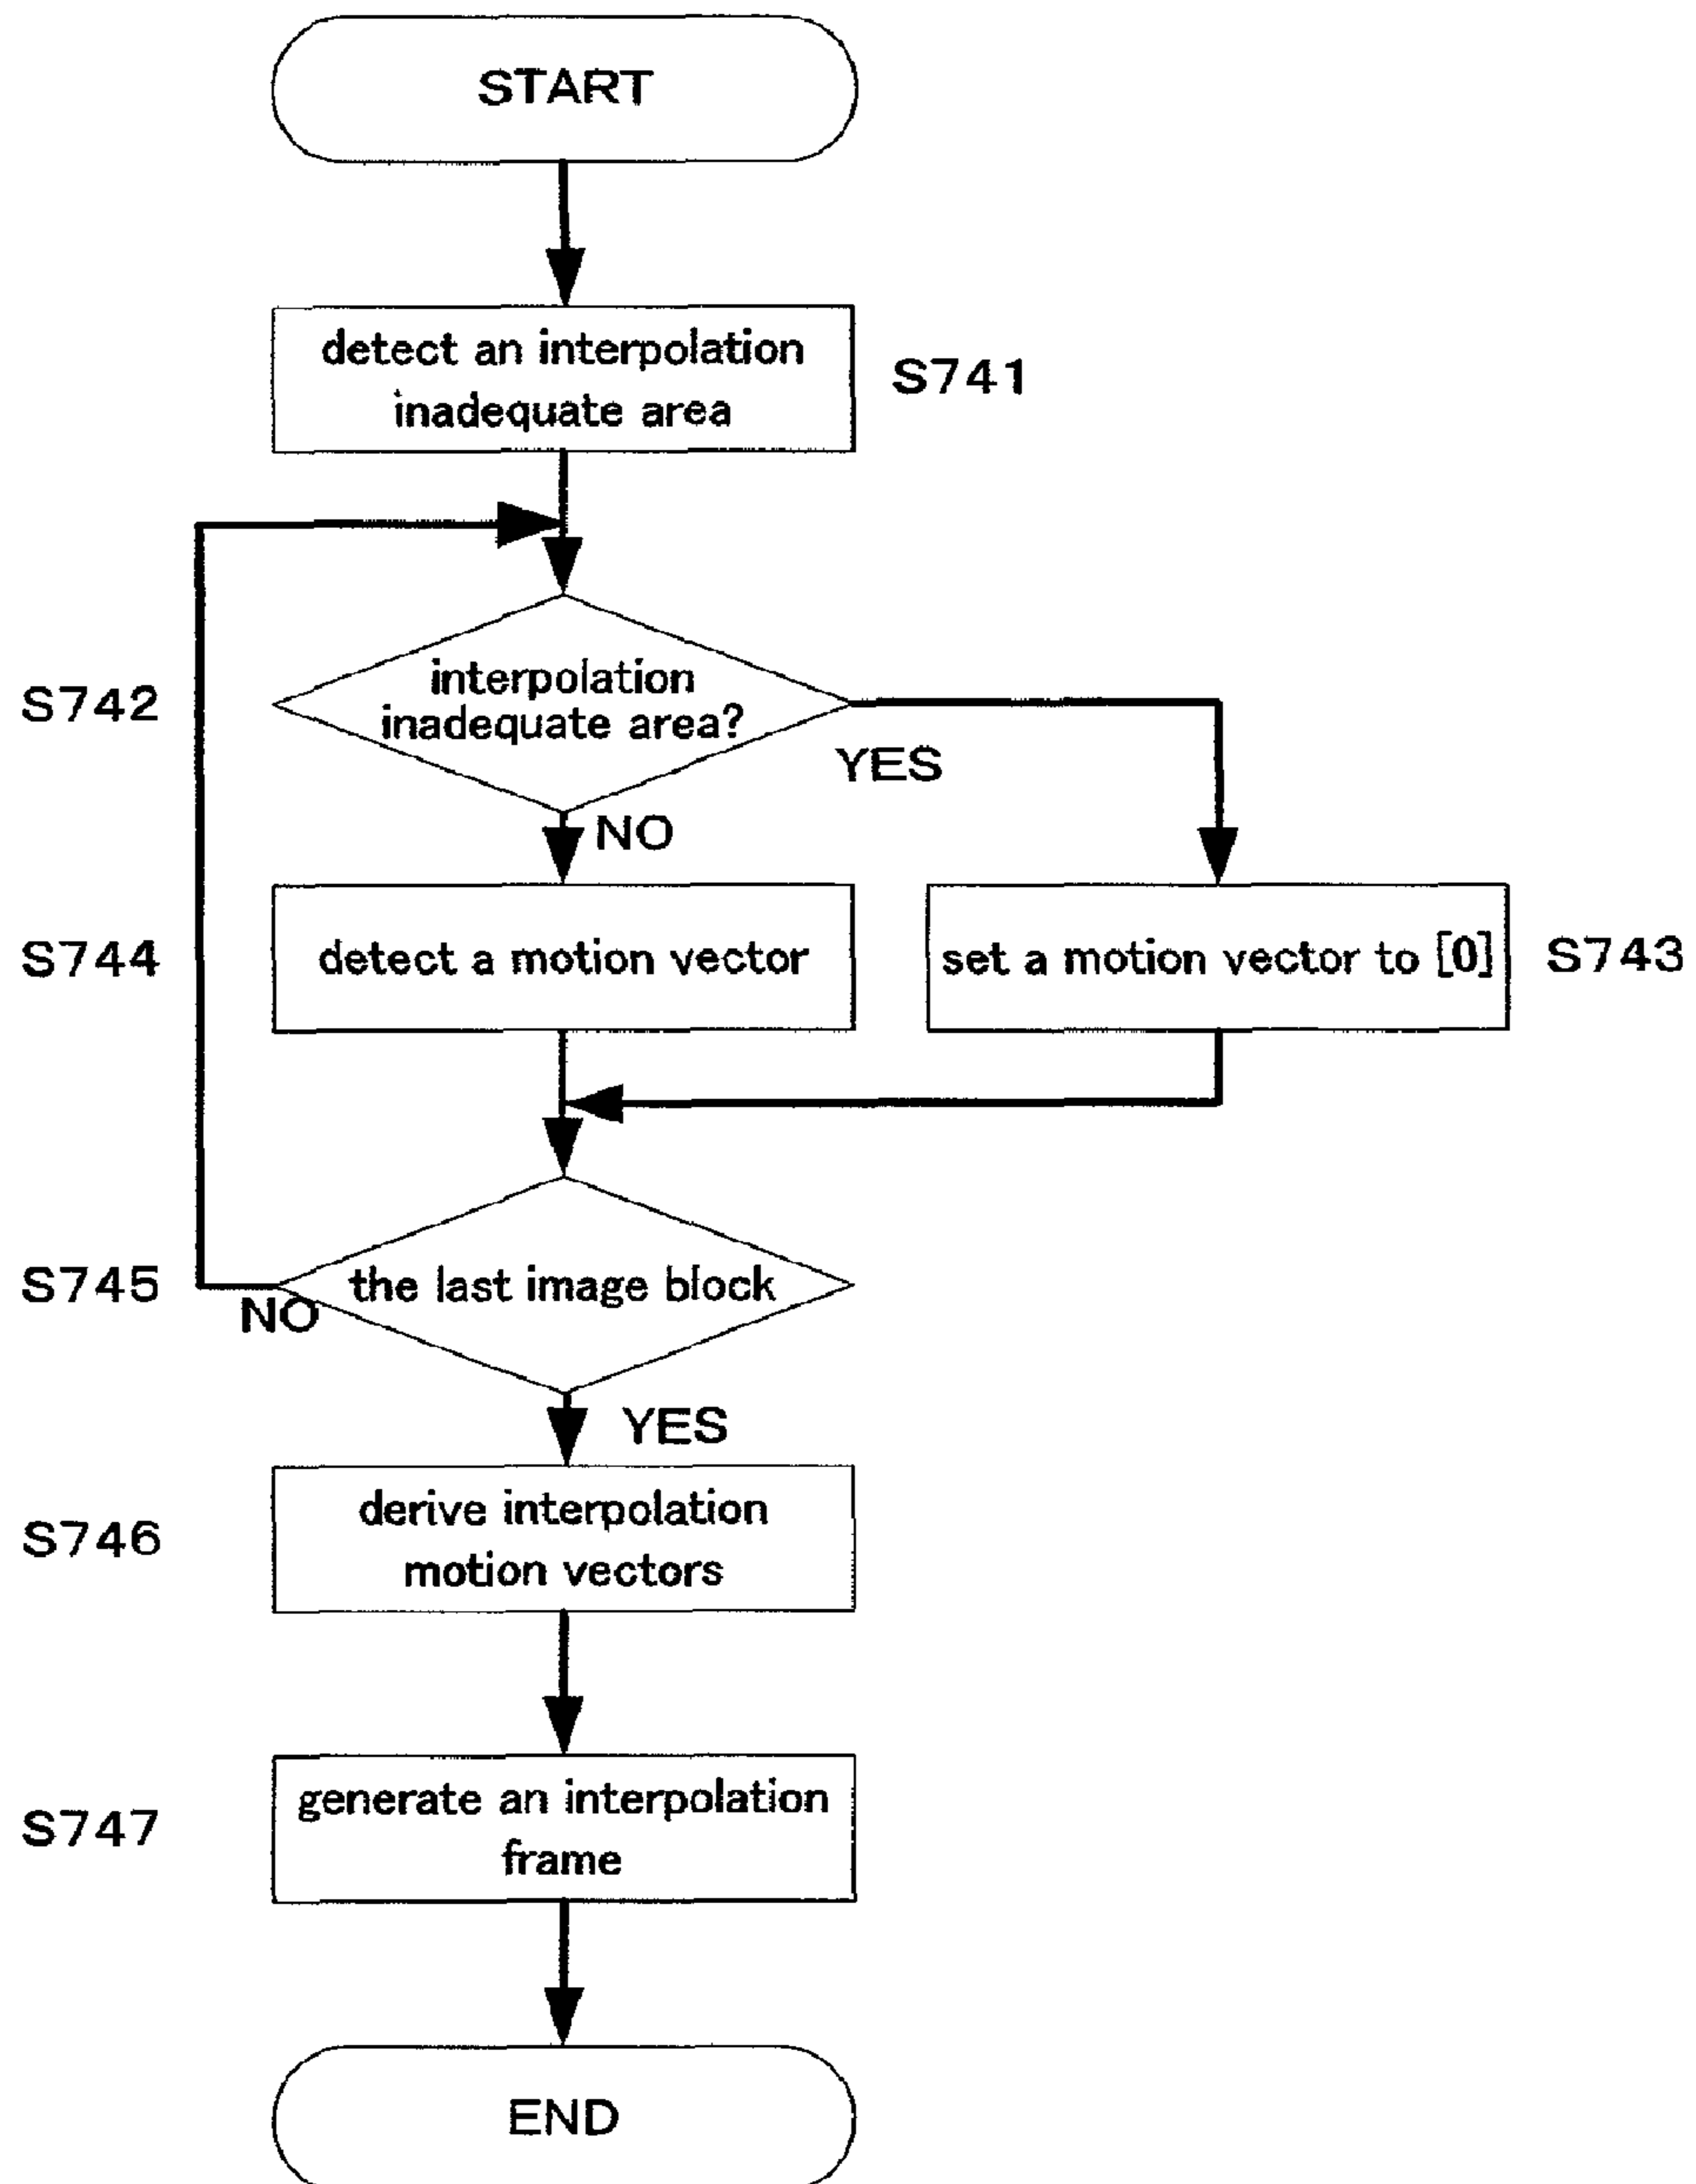 START
detect an interpolation
inadequate area
S741
S742
interpolation
inadequate area?
YES
NO
S744
detect a motion vector
set a motion vector to [0]
S743
S745
the last image block
NO
YES
S746
derive interpolation
motion vectors
S747
generate an interpolation
frame
END